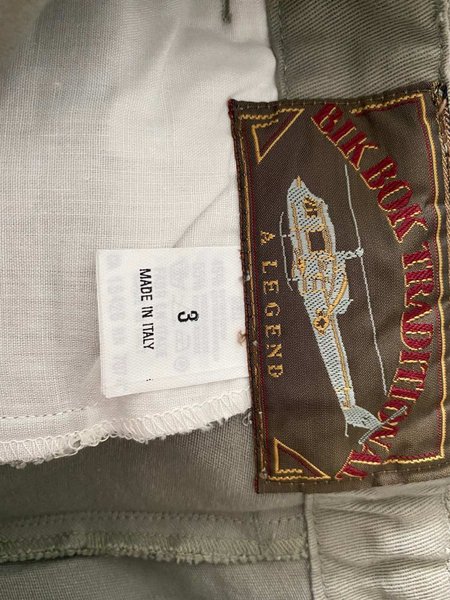 BIK BOK TRADITIONAL
A LEGEND
3
MADE IN ITALY